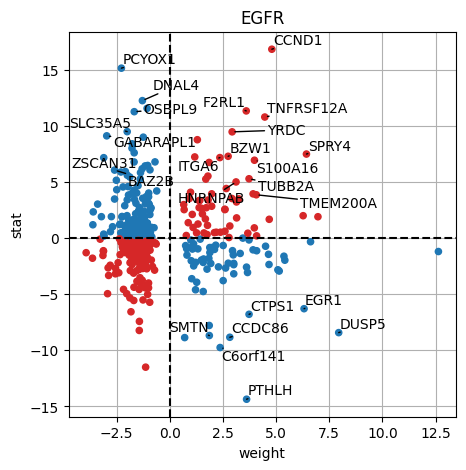 EGFR
CCND1
PCYOX1
DNAL4
F2RL1
TNFRSF12A
OSBPL9
SLC35A5
YRDC
GABARAPL1
BZW1
SPRY4
ZSCAN31
ITGA6
S100A16
BAZ2B
TUBB2A
HNRNPAB
TMEM200A
CTPS1
EGR1
SMTN
CCDC86
DUSP5
C6orf141
PTHLH
stat
15
10
5
0
−5
−10
−15
−2.5
0.0
2.5
5.0
7.5
10.0
12.5
weight